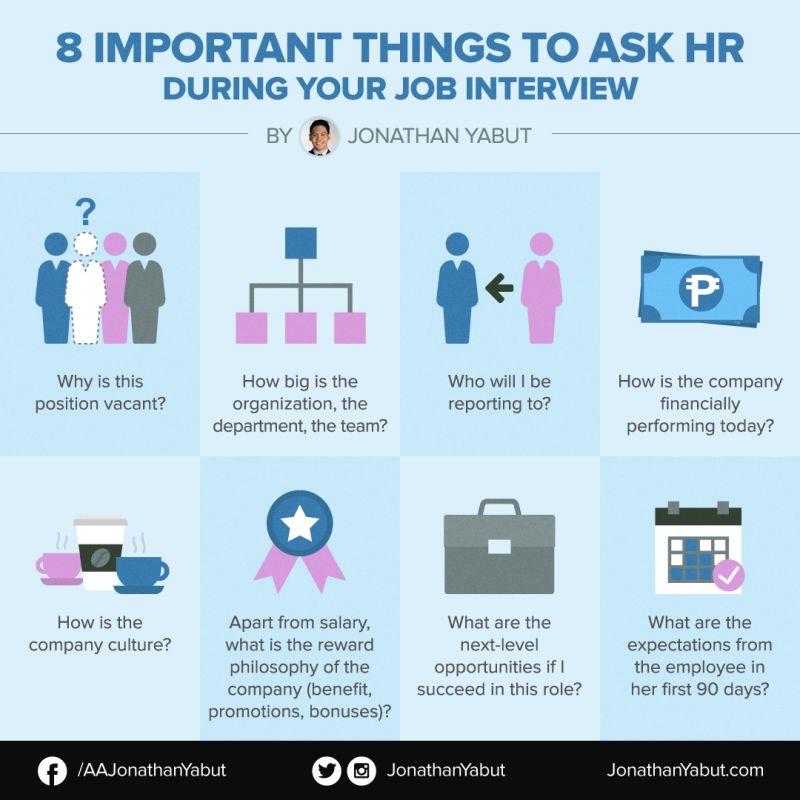 8 IMPORTANT THINGS TO ASK HR
DURING YOUR JOB INTERVIEW
BY JONATHAN YABUT
?
₱
Why is this
position vacant?
How big is the
organization, the
department, the team?
Who will I be
reporting to?
How is the company
financially
performing today?
How is the
company culture?
Apart from salary,
what is the reward
philosophy of the
company (benefit,
promotions, bonuses)?
What are the
next-level
opportunities if I
succeed in this role?
What are the
expectations from
the employee in
her first 90 days?
/AAJonathanYabut
JonathanYabut
JonathanYabut.com